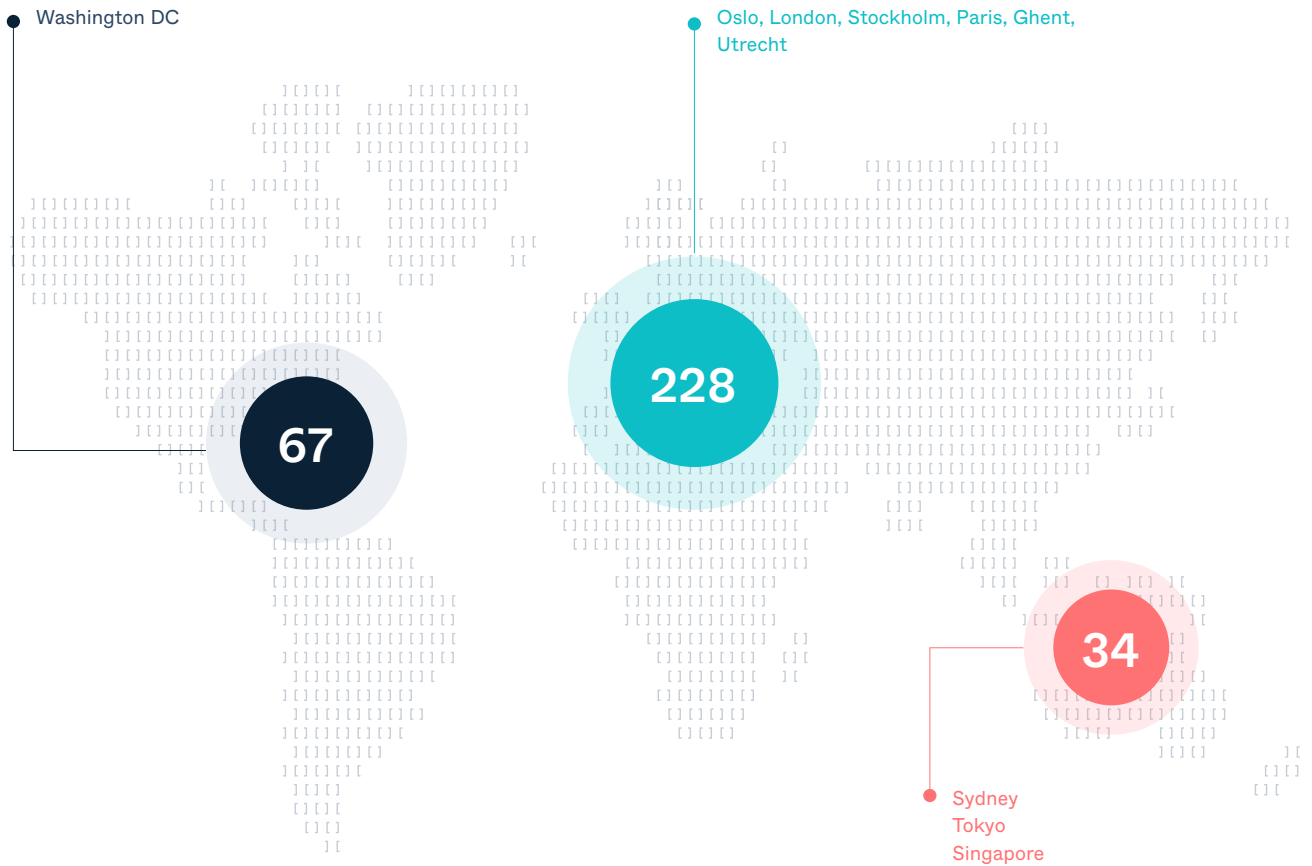 Washington DC
Oslo, London, Stockholm, Paris, Ghent,
Utrecht
228
67
34
Sydney
Tokyo
Singapore